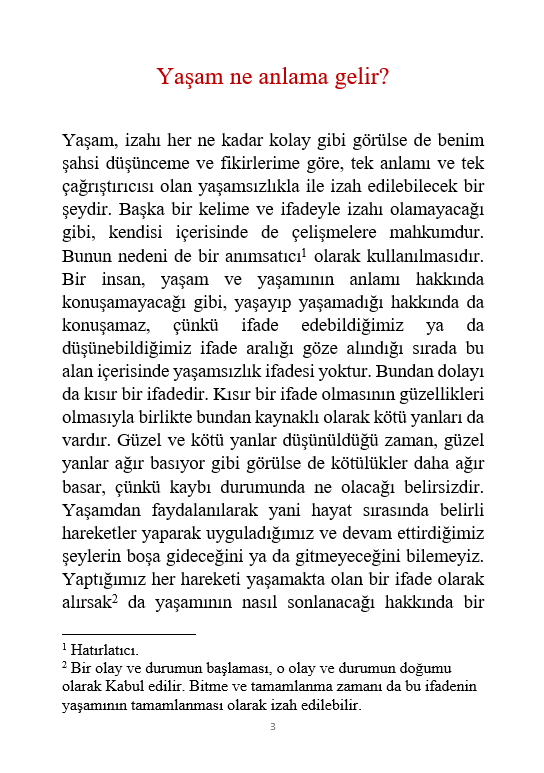 Yaşam ne anlama gelir?
Yaşam, izahı her ne kadar kolay gibi görülse de benim
şahsi düşünceme ve fikirlerime göre, tek anlamı ve tek
çağrıştırıcısı olan yaşamsızlıkla ile izah edilebilecek bir
şeydir. Başka bir kelime ve ifadeyle izahı olamayacağı
gibi, kendisi içerisinde de çelişmelere mahkumdur.
Bunun nedeni de bir anımsatıcı¹ olarak kullanılmasıdır.
Bir insan, yaşam ve yaşamının anlamı hakkında
konuşamayacağı gibi, yaşayıp yaşamadığı hakkında da
konuşamaz, çünkü ifade edebildiğimiz ya da
düşünebildiğimiz ifade aralığı göze alındığı sırada bu
alan içerisinde yaşamsızlık ifadesi yoktur. Bundan dolayı
da kısır bir ifadedir. Kısır bir ifade olmasının güzellikleri
olmasıyla birlikte bundan kaynaklı olarak kötü yanları da
vardır. Güzel ve kötü yanlar düşünüldüğü zaman, güzel
yanlar ağır basıyor gibi görülse de kötülükler daha ağır
basar, çünkü kaybı durumunda ne olacağı belirsizdir.
Yaşamdan faydalanılarak yani hayat sırasında belirli
hareketler yaparak uyguladığımız ve devam ettirdiğimiz
şeylerin boşa gideceğini ya da gitmeyeceğini bilemeyiz.
Yaptığımız her hareketi yaşamakta olan bir ifade olarak
alırsak² da yaşamının nasıl sonlanacağı hakkında bir
¹ Hatırlatıcı.
² Bir olay ve durumun başlaması, o olay ve durumun doğumu
olarak Kabul edilir. Bitme ve tamamlanma zamanı da bu ifadenin
yaşamının tamamlanması olarak izah edilebilir.
3